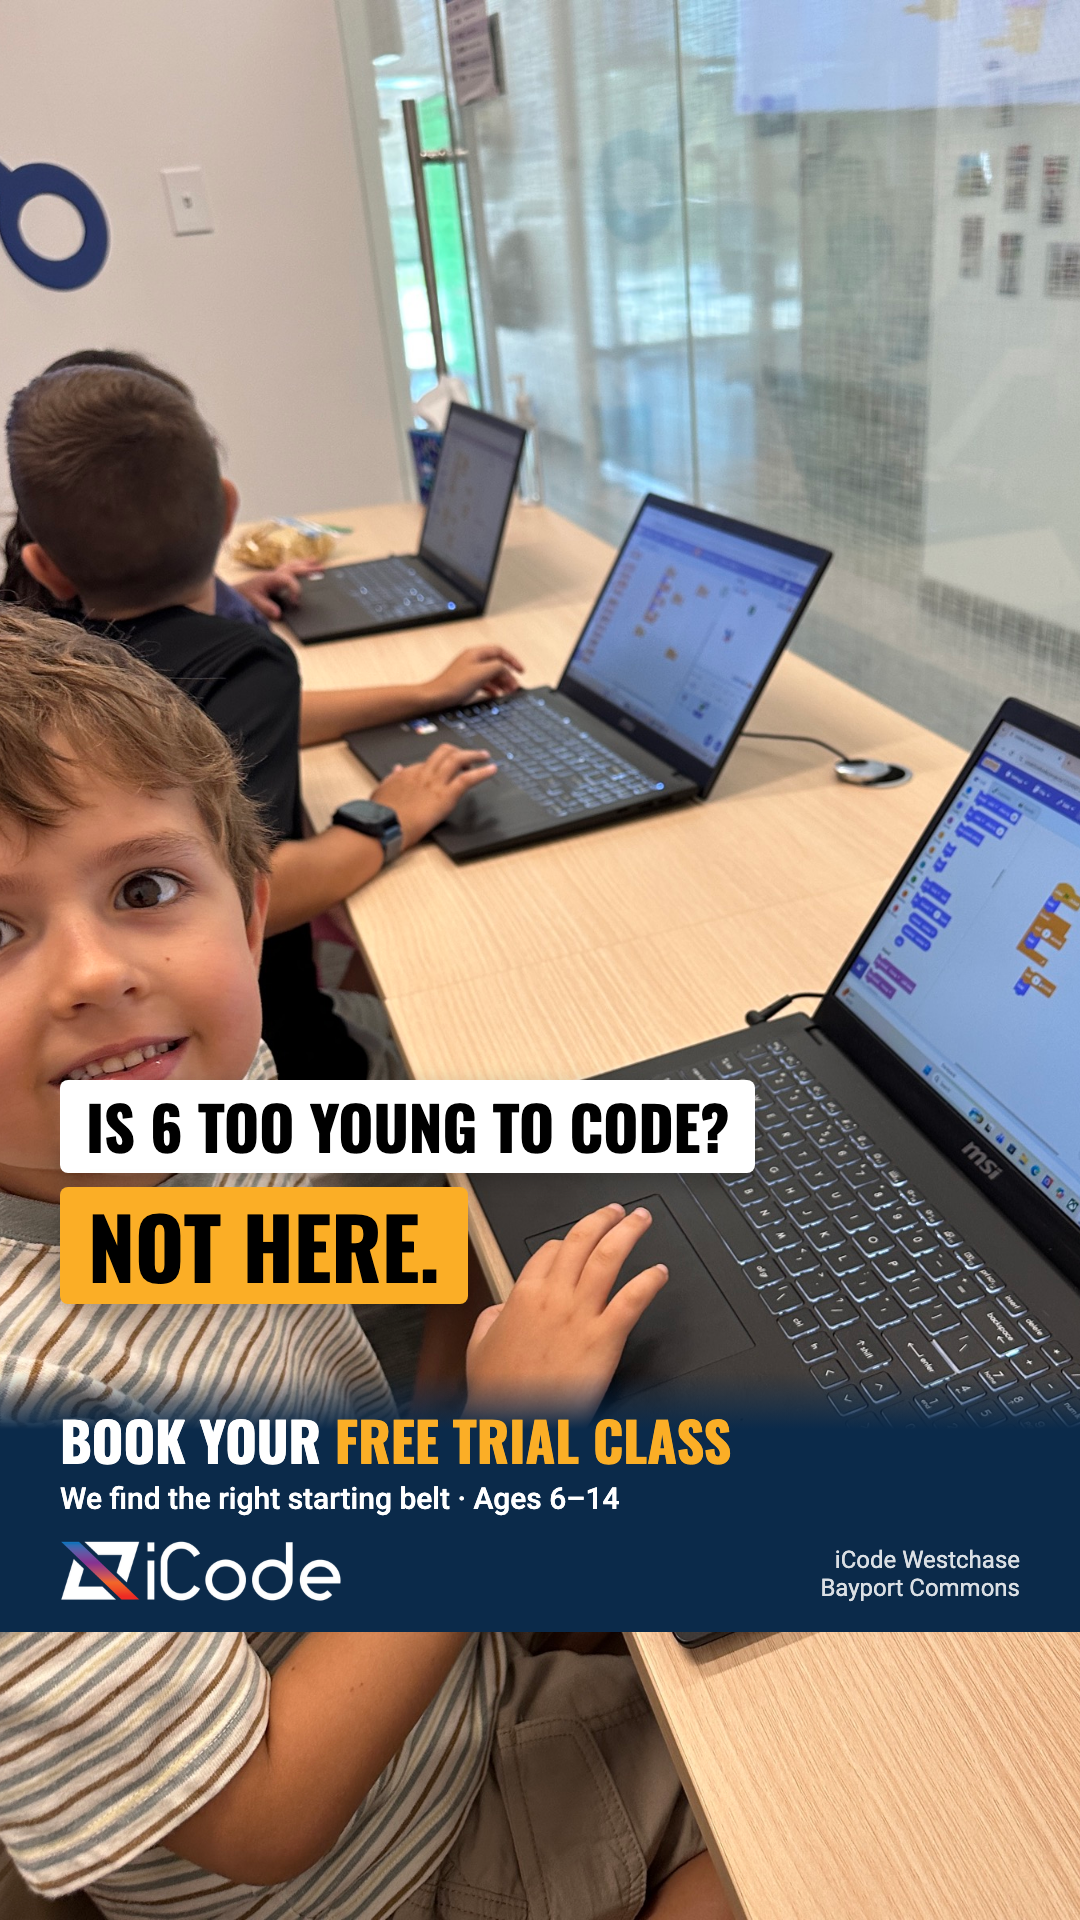 IS 6 TOO YOUNG TO CODE?
NOT HERE.
BOOK YOUR FREE TRIAL CLASS
We find the right starting belt · Ages 6–14
iCode
iCode Westchase
Bayport Commons
msi